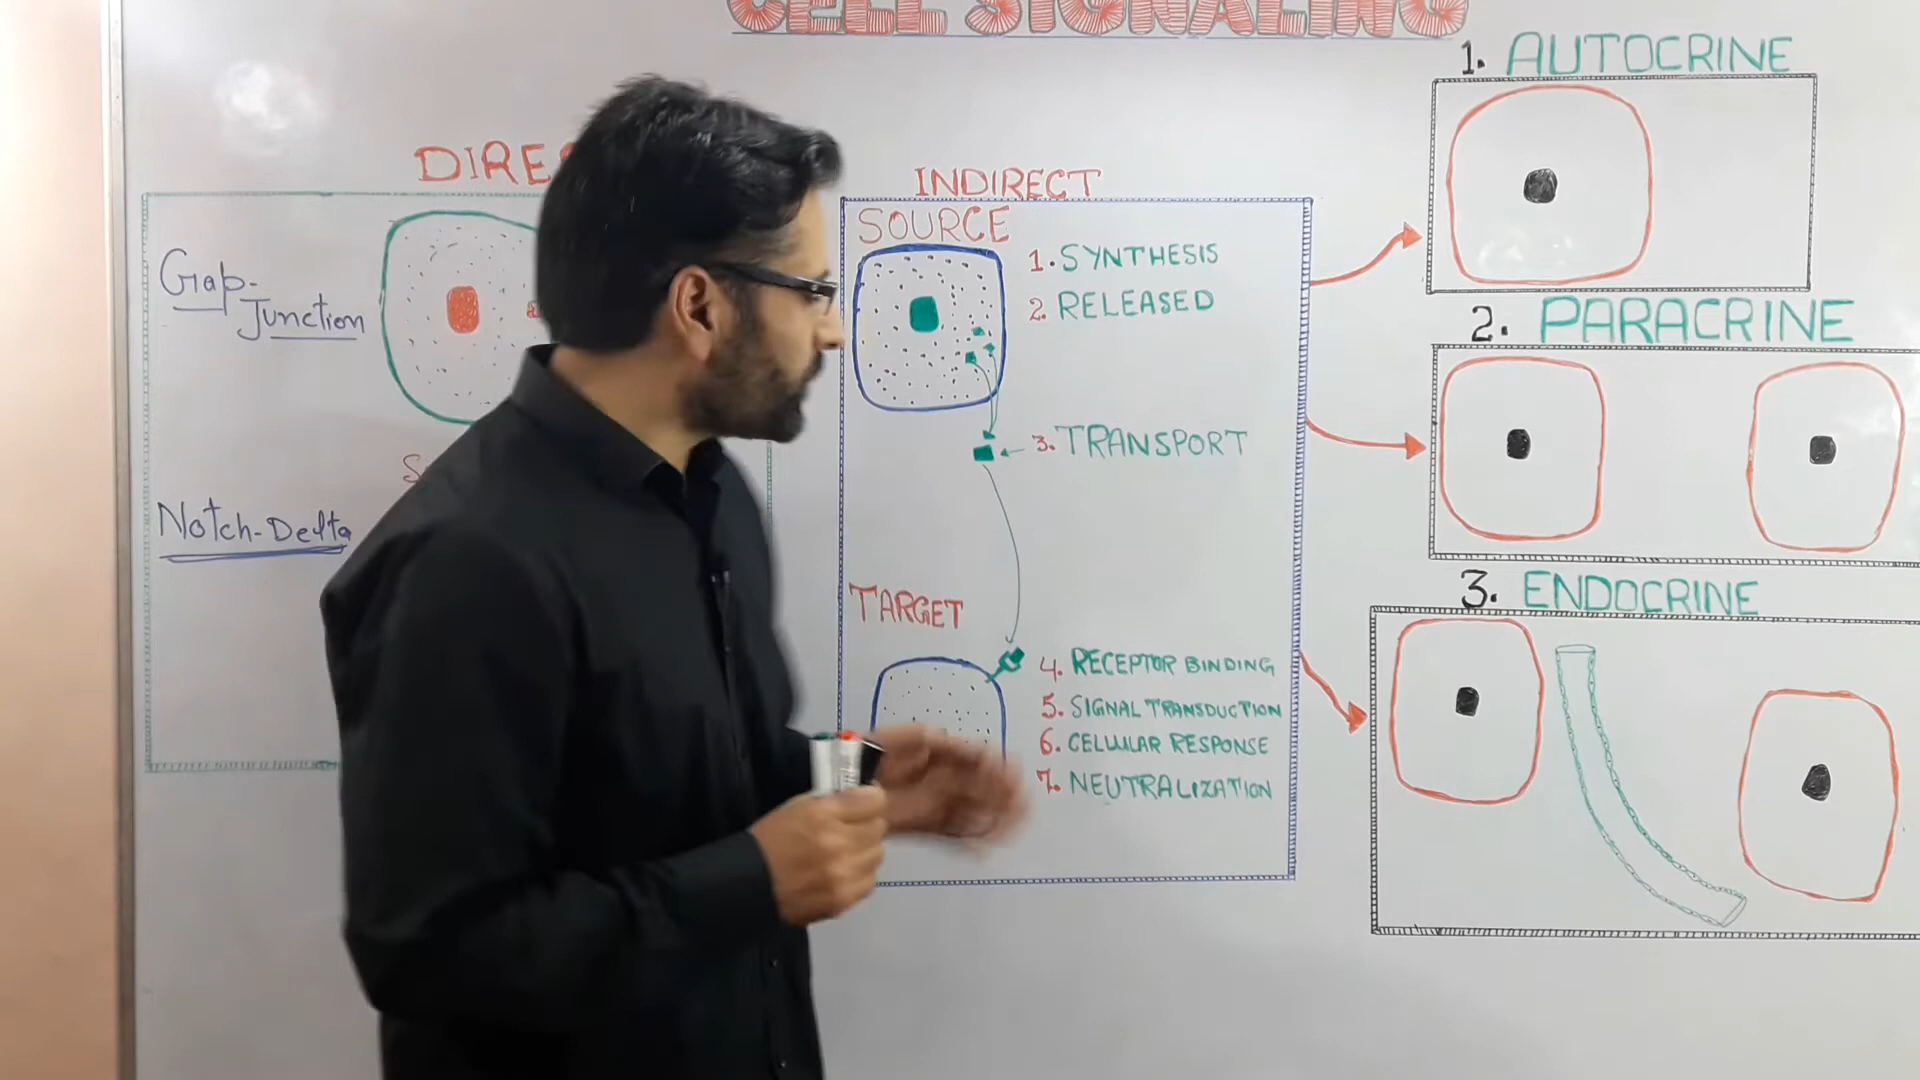 CELL SIGNALING
DIRE
Gap-
Junction
Notch-Delta
INDIRECT
SOURCE
1. SYNTHESIS
2. RELEASED
3. TRANSPORT
TARGET
4. RECEPTOR BINDING
5. SIGNAL TRANSDUCTION
6. CELLULAR RESPONSE
7. NEUTRALIZATION
1. AUTOCRINE
2. PARACRINE
3. ENDOCRINE